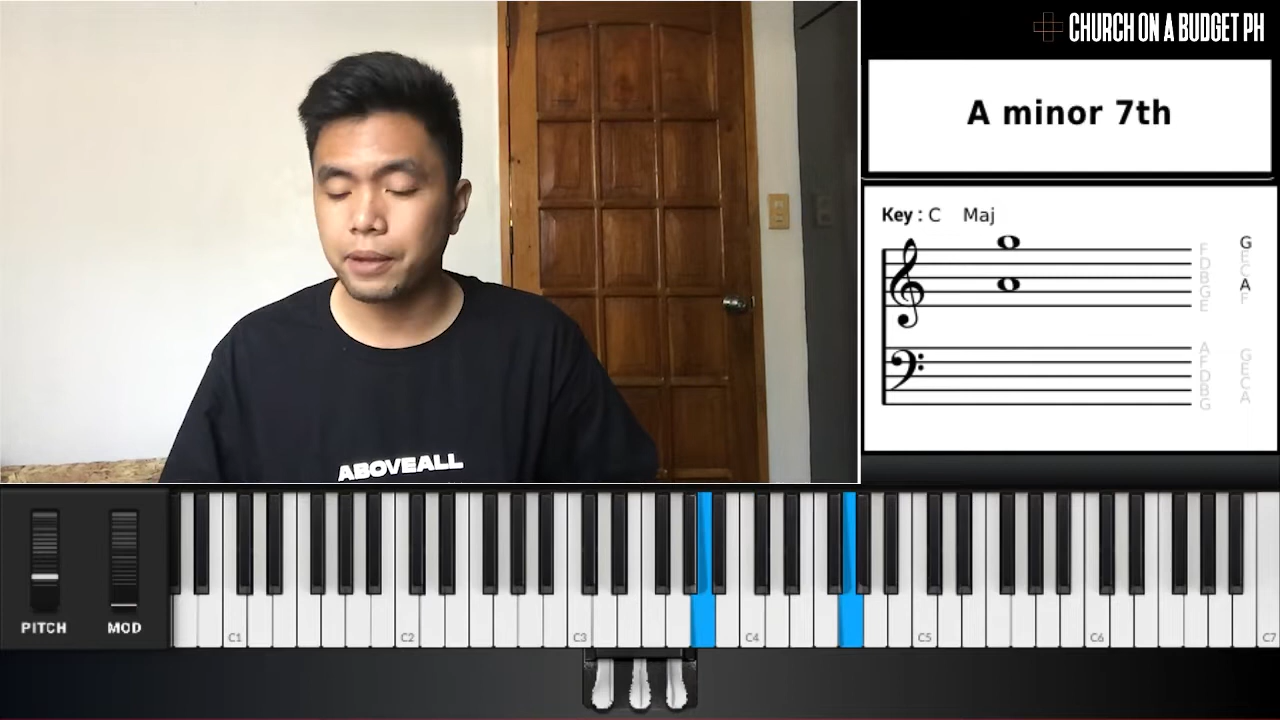 CHURCH ON A BUDGET PH
A minor 7th
Key : C Maj
F
D
B
G
E
G
E
C
A
F
A
F
D
B
G
G
E
C
A
ABOVEALL
PITCH
MOD
C1
C2
C3
C4
C5
C6
C7